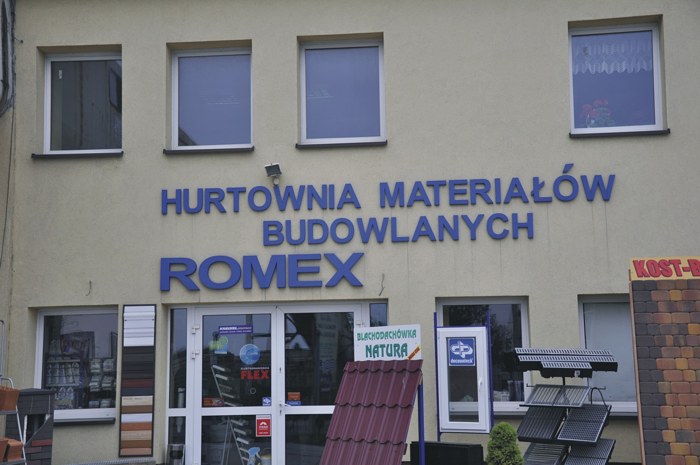 HURTOWNIA MATERIAŁÓW
BUDOWLANYCH
ROMEX
KOST-B
BLACHODACHÓWKA
NATURA
FLEX